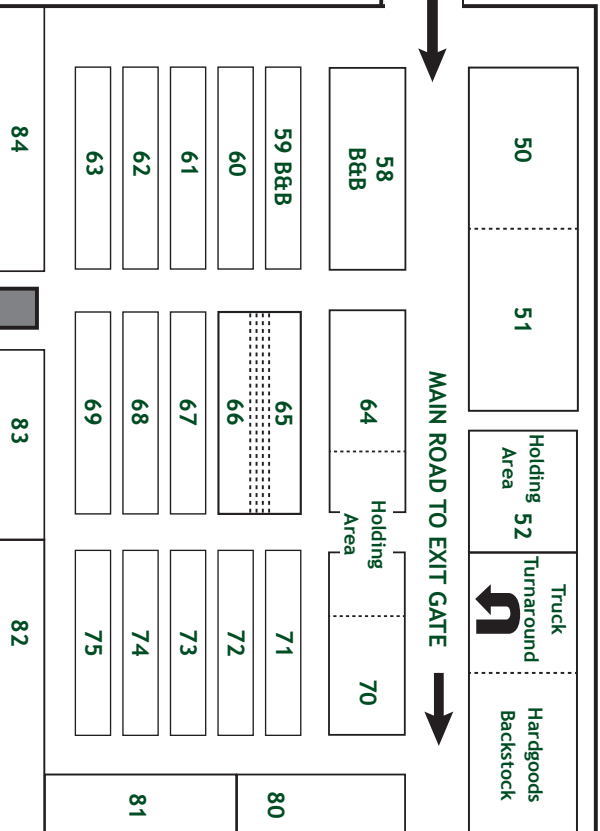 50
51
Holding
Area
52
Truck
Turnaround
Hardgoods
Backstock
MAIN ROAD TO EXIT GATE
58
B&B
64
Holding
Area
70
59 B&B
65
71
60
66
72
61
67
73
62
68
74
63
69
75
80
81
84
83
82